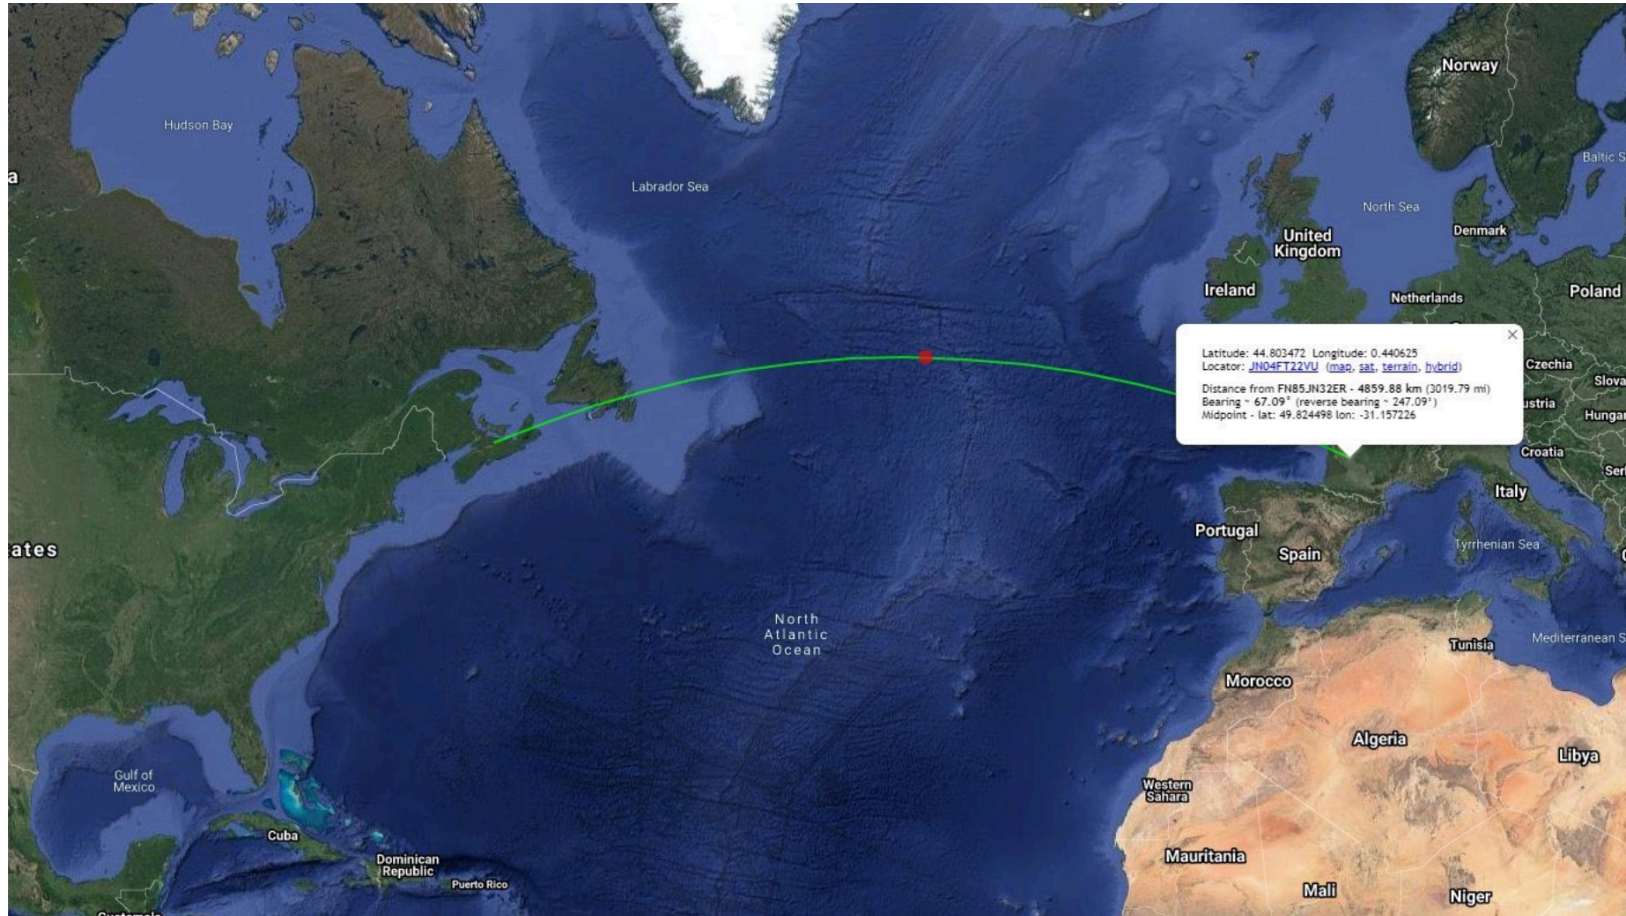 Norway
Hudson Bay
Baltic S
a
Labrador Sea
North Sea
Denmark
United
Kingdom
Ireland
Netherlands
Poland
Latitude: 44.803472 Longitude: 0.440625
Locator: JN04FT22VU (map, sat, terrain, hybrid)
Distance from FN85JN32ER - 4859.88 km (3019.79 mi)
Bearing ~ 67.09° (reverse bearing ~ 247.09°)
Midpoint - lat: 49.824498 lon: -31.157226
Czechia
Slova
ustria
Hungar
Croatia
Ser
Italy
Portugal
Spain
Tyrrhenian Sea
ates
North
Atlantic
Ocean
Tunisia
Mediterranean S
Morocco
Algeria
Libya
Gulf of
Mexico
Western
Sahara
Cuba
Dominican
Republic
Puerto Rico
Mauritania
Mali
Niger